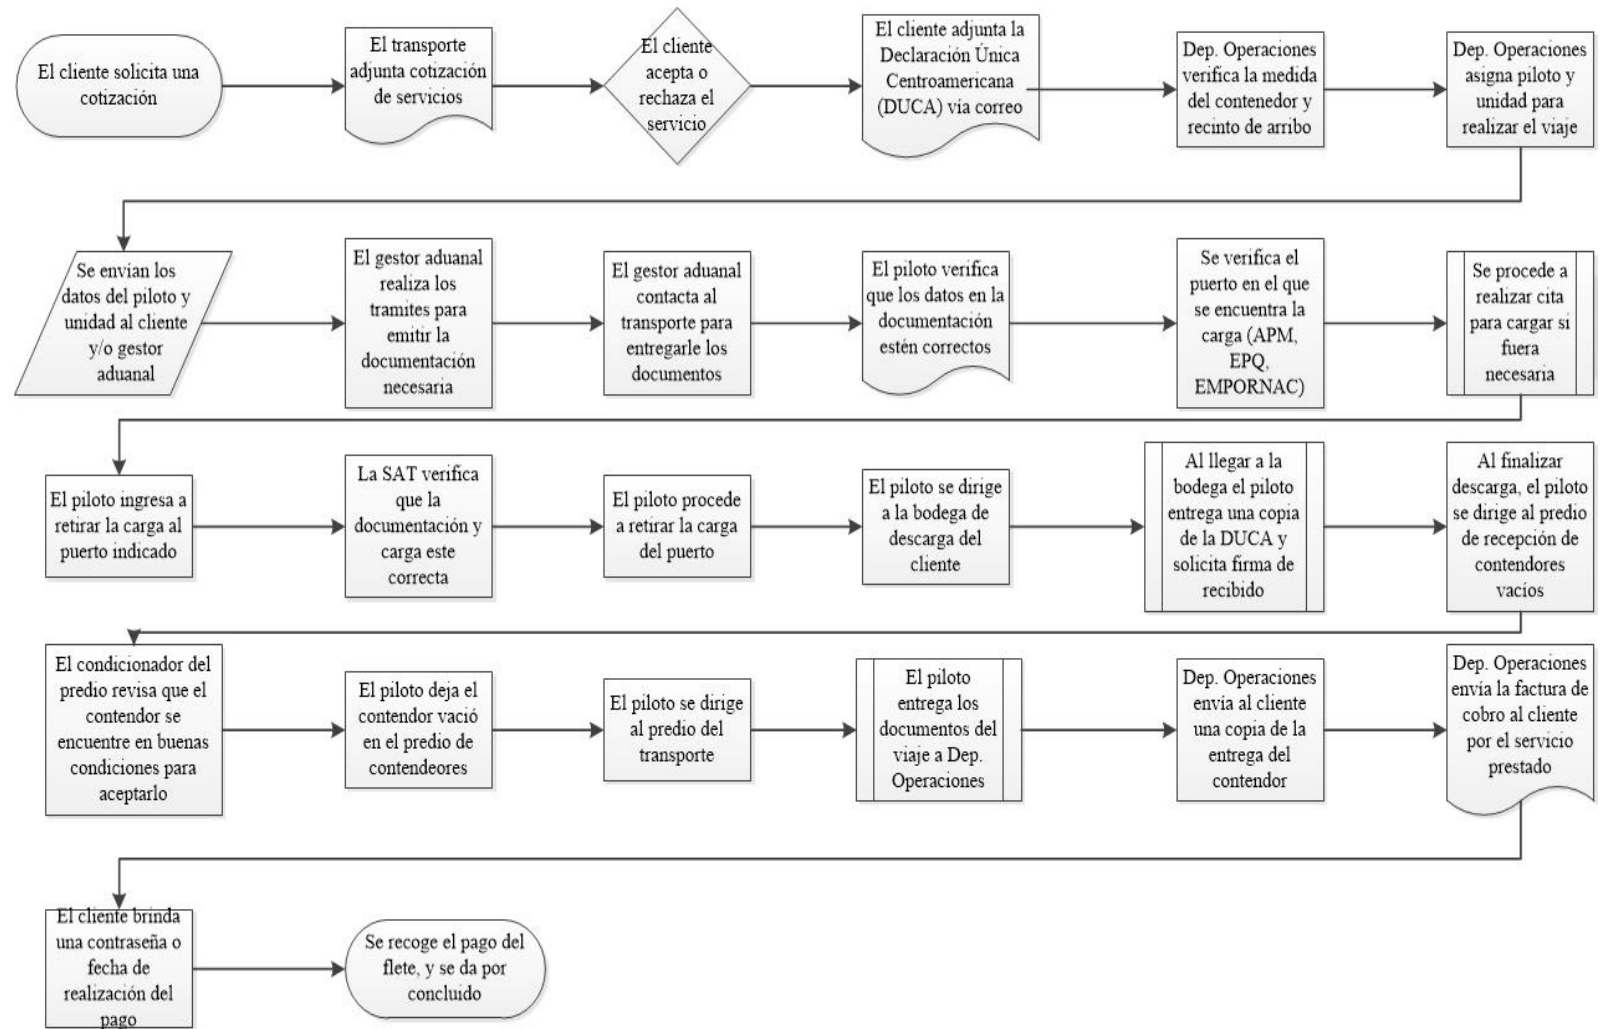 El cliente solicita una
cotización
El transporte
adjunta cotización
de servicios
El cliente
acepta o
rechaza el
servicio
El cliente adjunta la
Declaración Única
Centroamericana
(DUCA) vía correo
Dep. Operaciones
verifica la medida
del contenedor y
recinto de arribo
Dep. Operaciones
asigna piloto y
unidad para
realizar el viaje
Se envían los
datos del piloto y
unidad al cliente
y/o gestor
aduanal
El gestor aduanal
realiza los
tramites para
emitir la
documentación
necesaria
El gestor aduanal
contacta al
transporte para
entregarle los
documentos
El piloto verifica
que los datos en la
documentación
estén correctos
Se verifica el
puerto en el que
se encuentra la
carga (APM,
EPQ,
EMPORNAC)
Se procede a
realizar cita
para cargar si
fuera
necesaria
El piloto ingresa a
retirar la carga al
puerto indicado
La SAT verifica
que la
documentación y
carga este
correcta
El piloto procede
a retirar la carga
del puerto
El piloto se dirige
a la bodega de
descarga del
cliente
Al llegar a la
bodega el piloto
entrega una copia
de la DUCA y
solicita firma de
recibido
Al finalizar
descarga, el piloto
se dirige al predio
de recepción de
contendores
vacíos
El condicionador del
predio revisa que el
contendor se
encuentre en buenas
condiciones para
aceptarlo
El piloto deja el
contendor vació
en el predio de
contendeores
El piloto se dirige
al predio del
transporte
El piloto
entrega los
documentos del
viaje a Dep.
Operaciones
Dep. Operaciones
envía al cliente
una copia de la
entrega del
contendor
Dep. Operaciones
envía la factura de
cobro al cliente
por el servicio
prestado
El cliente brinda
una contraseña o
fecha de
realización del
pago
Se recoge el pago del
flete, y se da por
concluido